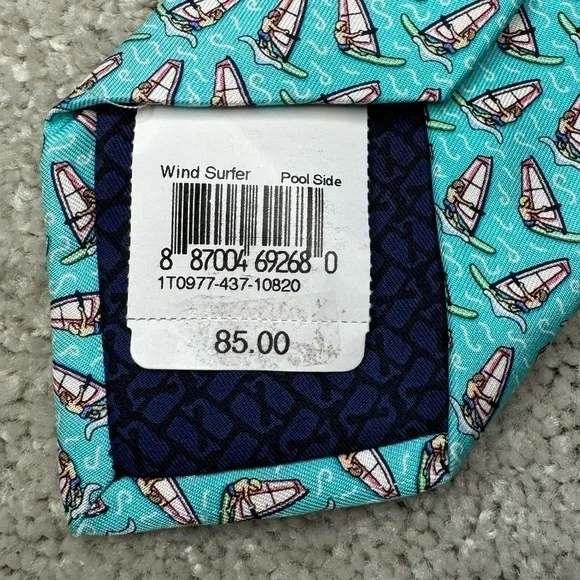 Wind Surfer Pool Side
8 87004 69268 0
1T0977-437-10820
85.00